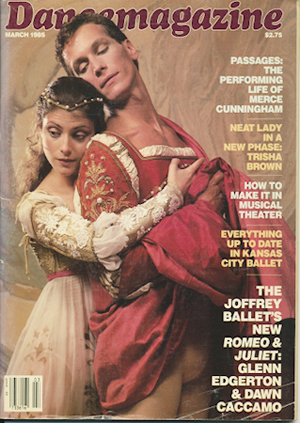 Dancemagazine
MARCH 1985
$2.75
PASSAGES:
THE
PERFORMING
LIFE OF
MERCE
CUNNINGHAM
NEAT LADY
IN A
NEW PHASE:
TRISHA
BROWN
HOW TO
MAKE IT IN
MUSICAL
THEATER
EVERYTHING
UP TO DATE
IN KANSAS
CITY BALLET
THE
JOFFREY
BALLET'S
NEW
ROMEO &
JULIET:
GLENN
EDGERTON
& DAWN
CACCAMO